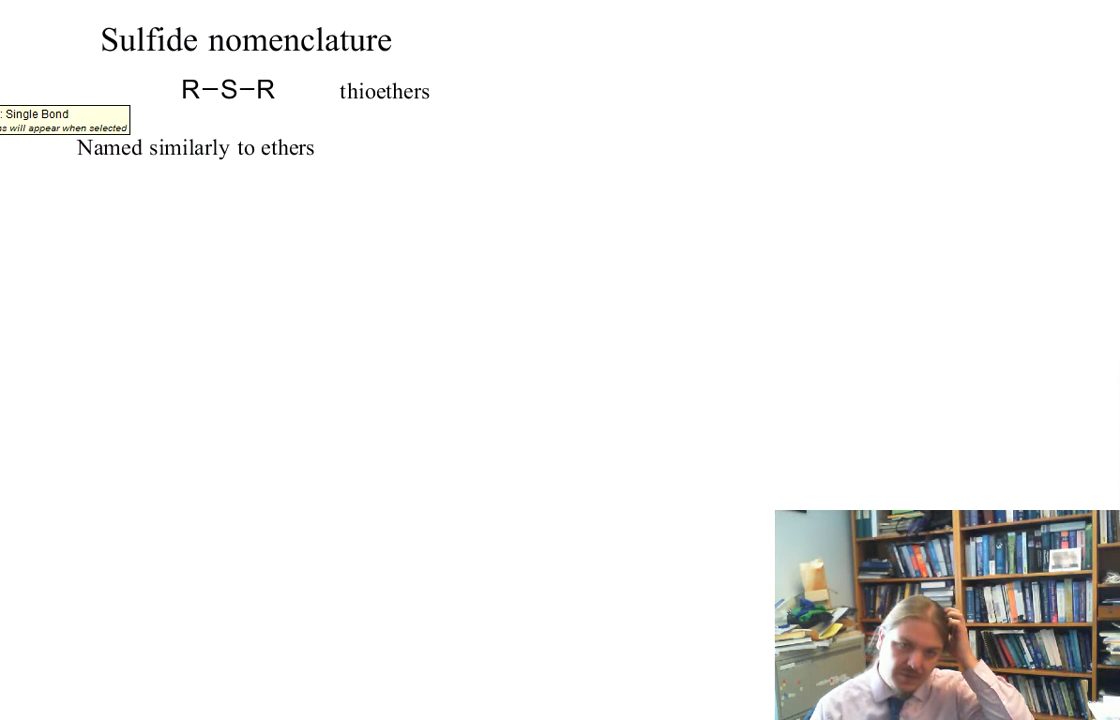 Sulfide nomenclature
R–S–R thioethers
: Single Bond
s will appear when selected
Named similarly to ethers